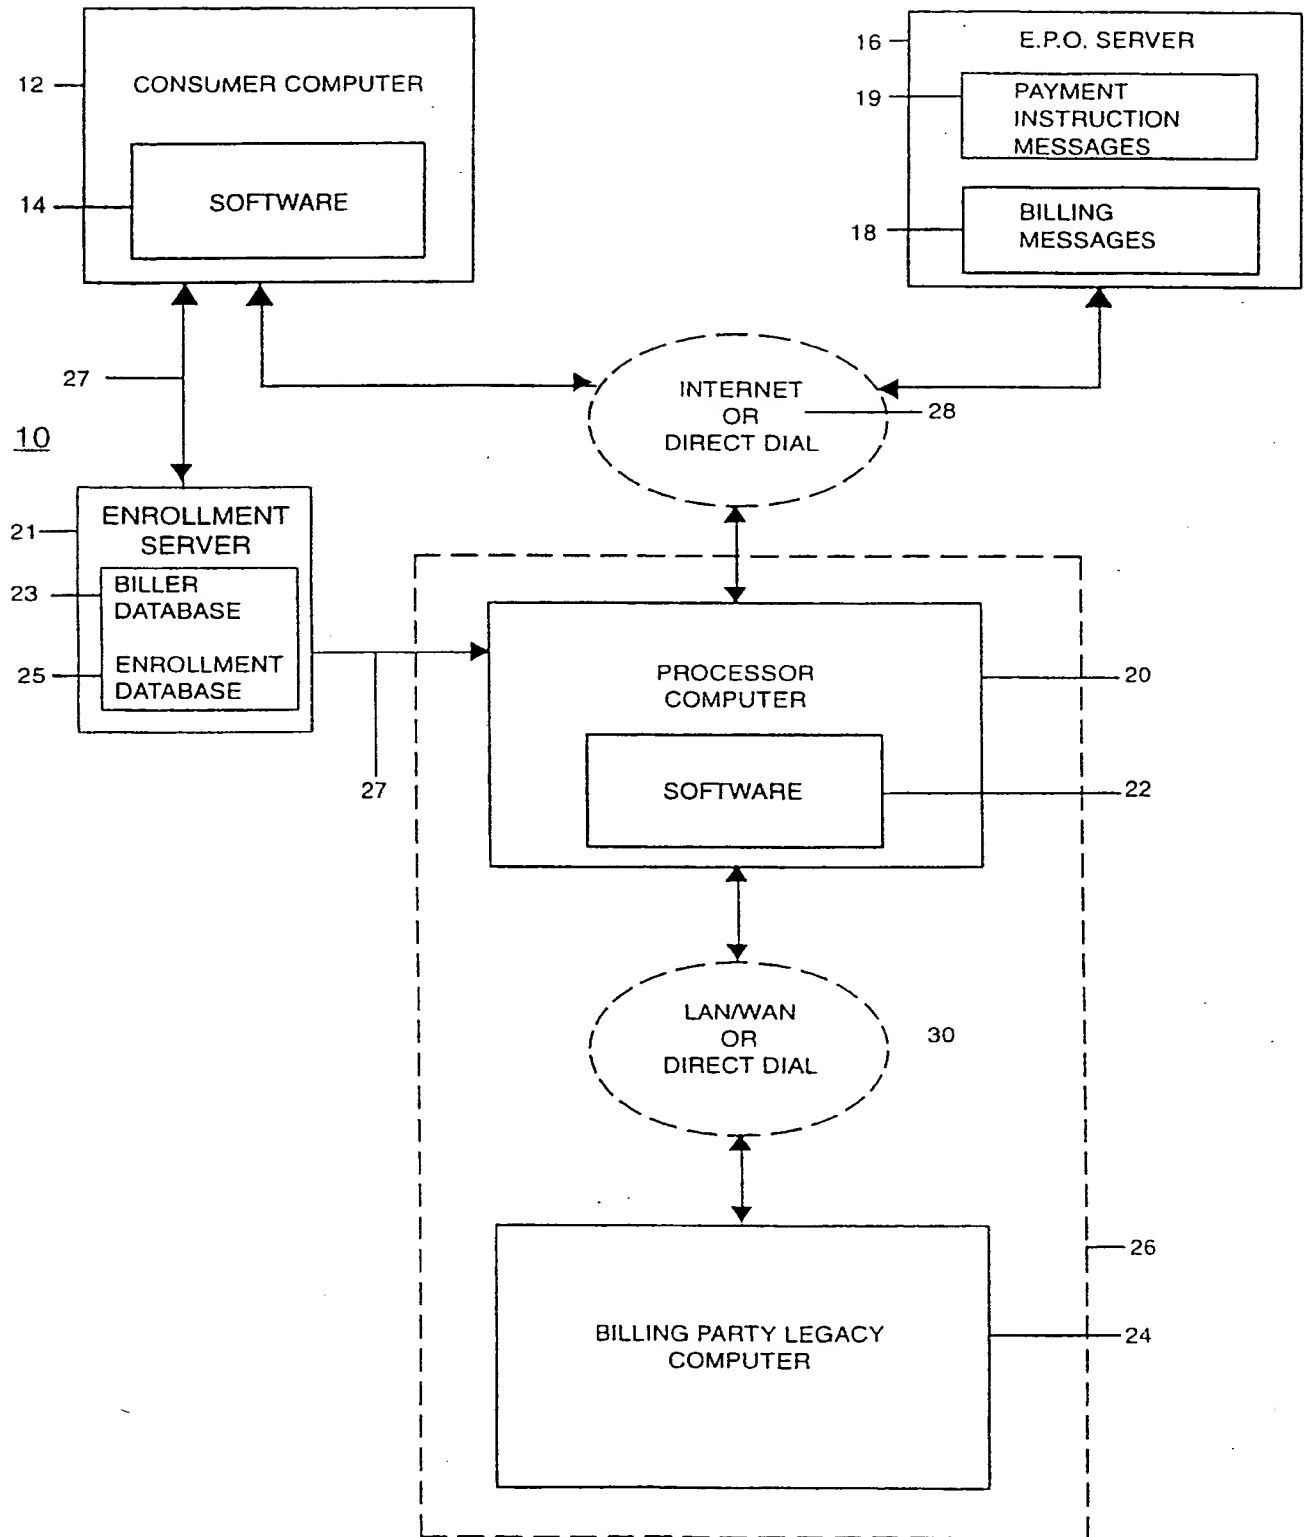 12
CONSUMER COMPUTER
14
SOFTWARE
16
E.P.O. SERVER
19
PAYMENT
INSTRUCTION
MESSAGES
18
BILLING
MESSAGES
27
INTERNET
OR
DIRECT DIAL
28
10
21
ENROLLMENT
SERVER
23
BILLER
DATABASE
25
ENROLLMENT
DATABASE
27
PROCESSOR
COMPUTER
20
SOFTWARE
22
LAN/WAN
OR
DIRECT DIAL
30
26
BILLING PARTY LEGACY
COMPUTER
24